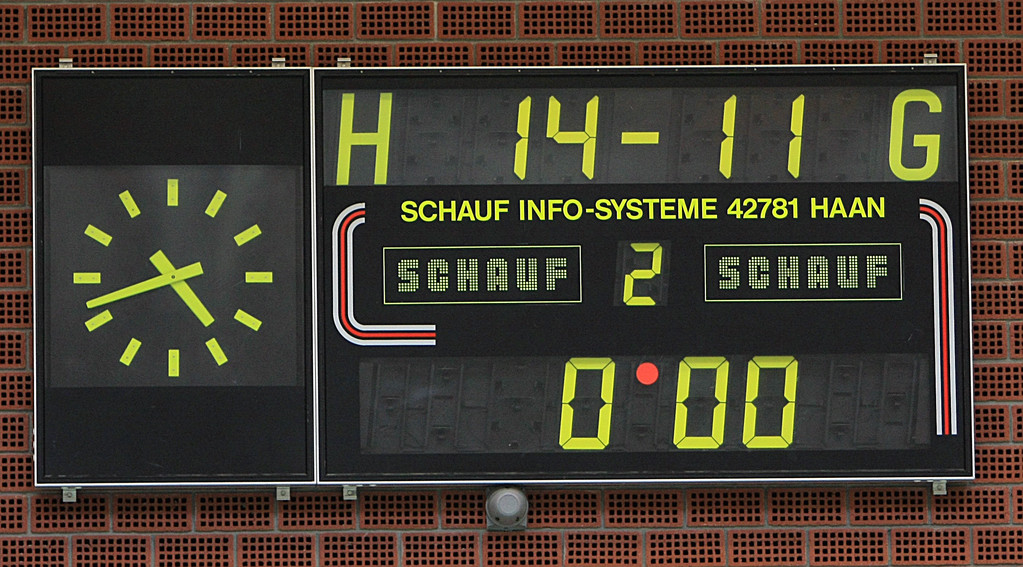 H 14-11 G
SCHAUF INFO-SYSTEME 42781 HAAN
SCHAUF 2 SCHAUF
0:00